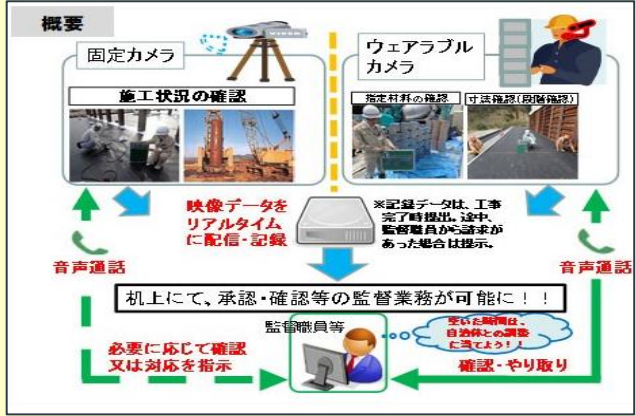 概要
固定カメラ
施工状況の確認
ウェアラブル
カメラ
指定材料の確認
寸法確認(段階確認)
映像データを
リアルタイム
に配信・記録
※記録データは、工事
完了時提出。途中、
監督職員から請求が
あった場合は提示。
音声通話
音声通話
机上にて、承認・確認等の監督業務が可能に！！
監督職員等
空いた時間は、
自治体との調整
に当てよう！！
必要に応じて確認
又は対応を指示
確認・やり取り